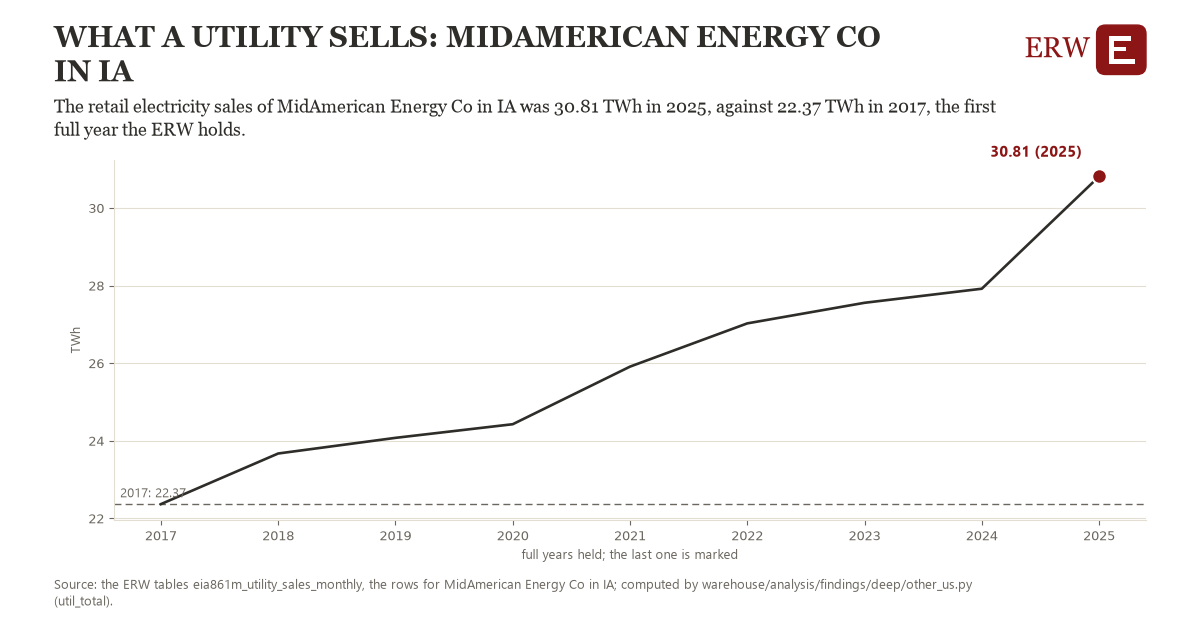 WHAT A UTILITY SELLS: MIDAMERICAN ENERGY CO
IN IA
ERW E
The retail electricity sales of MidAmerican Energy Co in IA was 30.81 TWh in 2025, against 22.37 TWh in 2017, the first
full year the ERW holds.
30.81 (2025)
30
28
TWh
26
24
2017: 22.37
22
2017 2018 2019 2020 2021 2022 2023 2024 2025
full years held; the last one is marked
Source: the ERW tables eia861m_utility_sales_monthly, the rows for MidAmerican Energy Co in IA; computed by warehouse/analysis/findings/deep/other_us.py
(util_total).